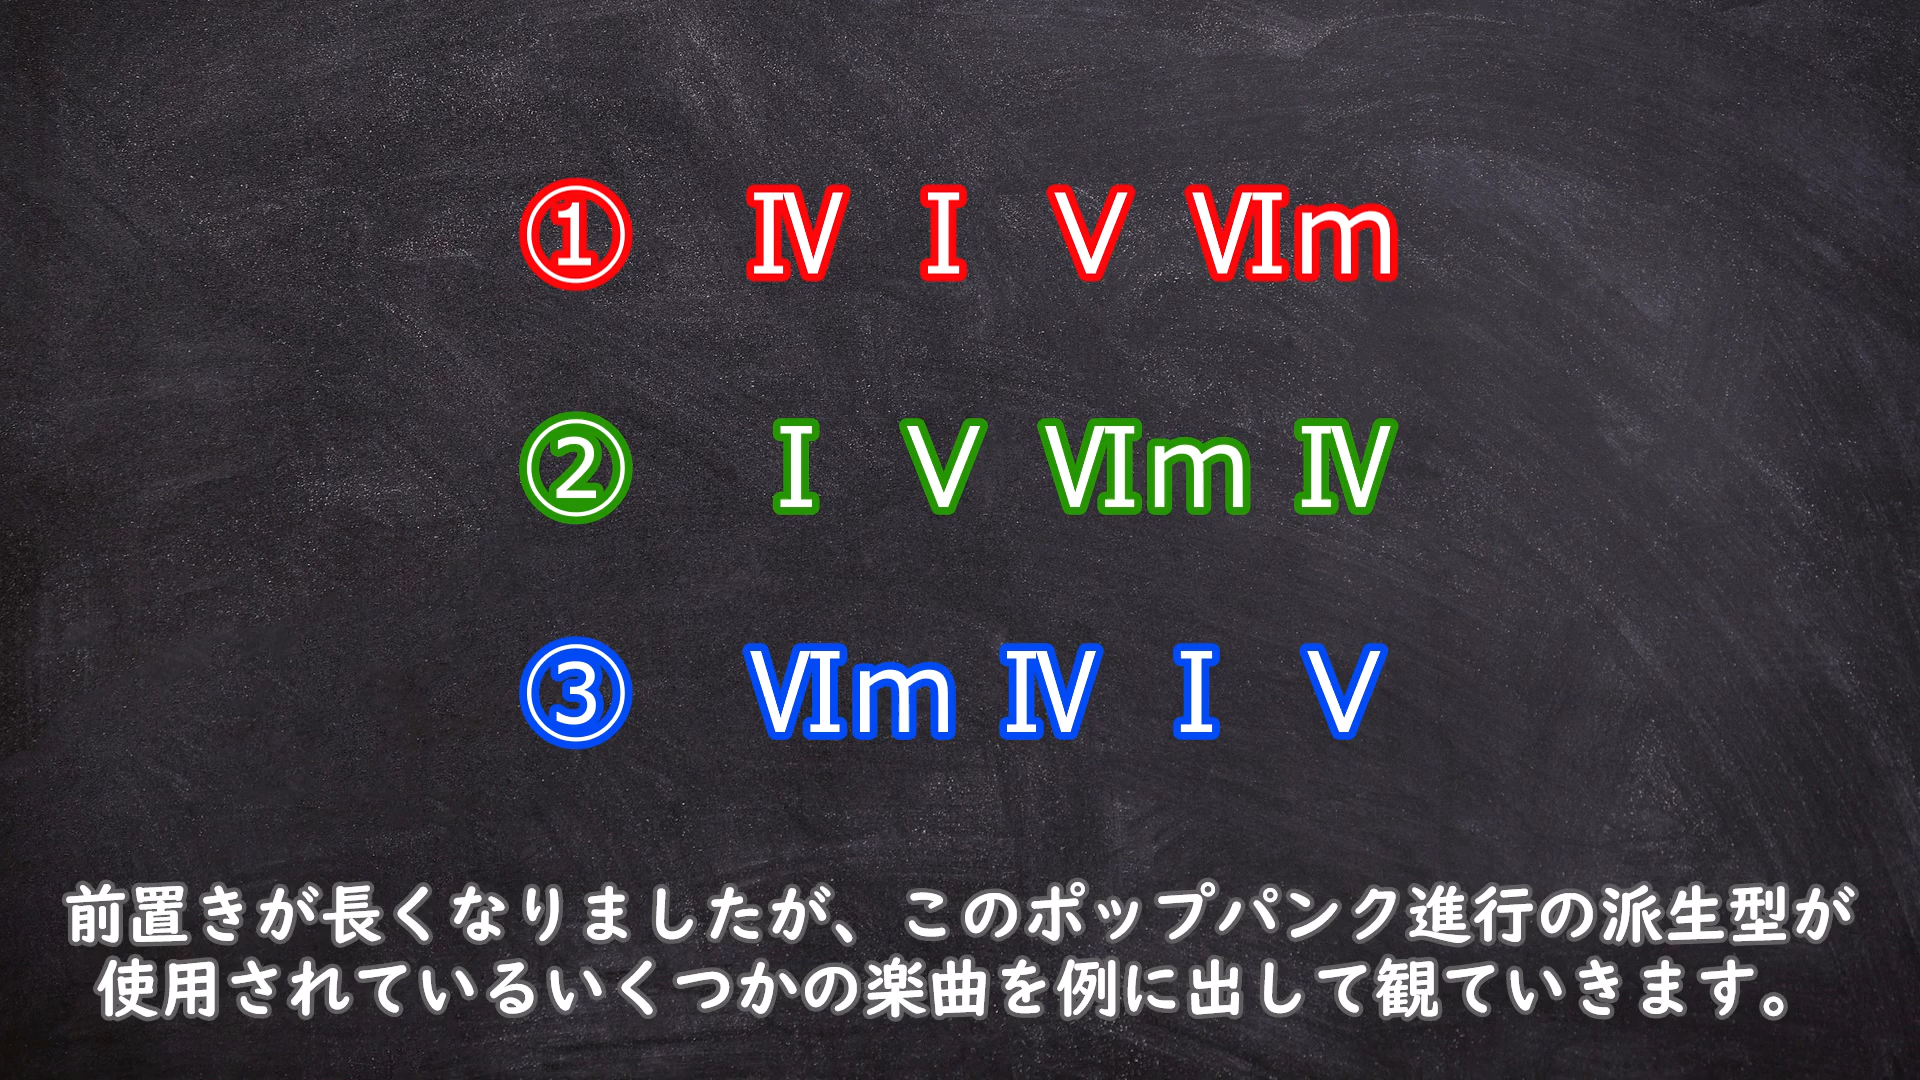 ① Ⅳ Ⅰ Ⅴ Ⅵm
② Ⅰ Ⅴ Ⅵm Ⅳ
③ Ⅵm Ⅳ Ⅰ Ⅴ
前置きが長くなりましたが、このポップパンク進行の派生型が
使用されているいくつかの楽曲を例に出して観ていきます。